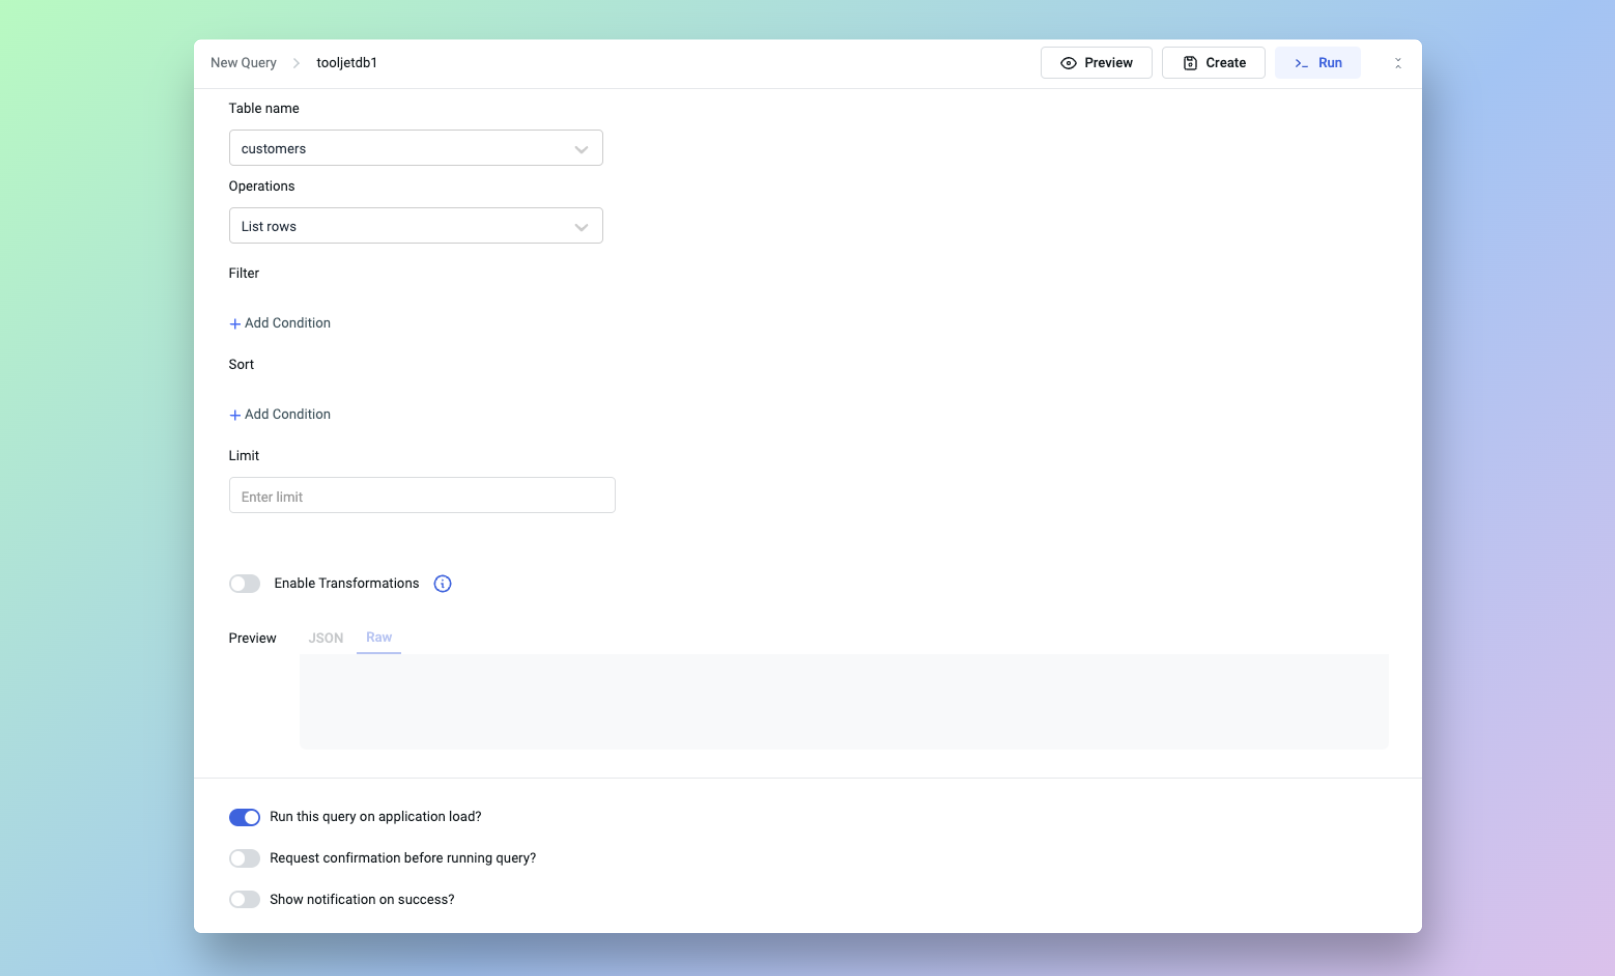 New Query > tooljetdb1 Preview Create >_ Run
Table name
customers
Operations
List rows
Filter
+ Add Condition
Sort
+ Add Condition
Limit
Enter limit
Enable Transformations
Preview JSON Raw
Run this query on application load?
Request confirmation before running query?
Show notification on success?